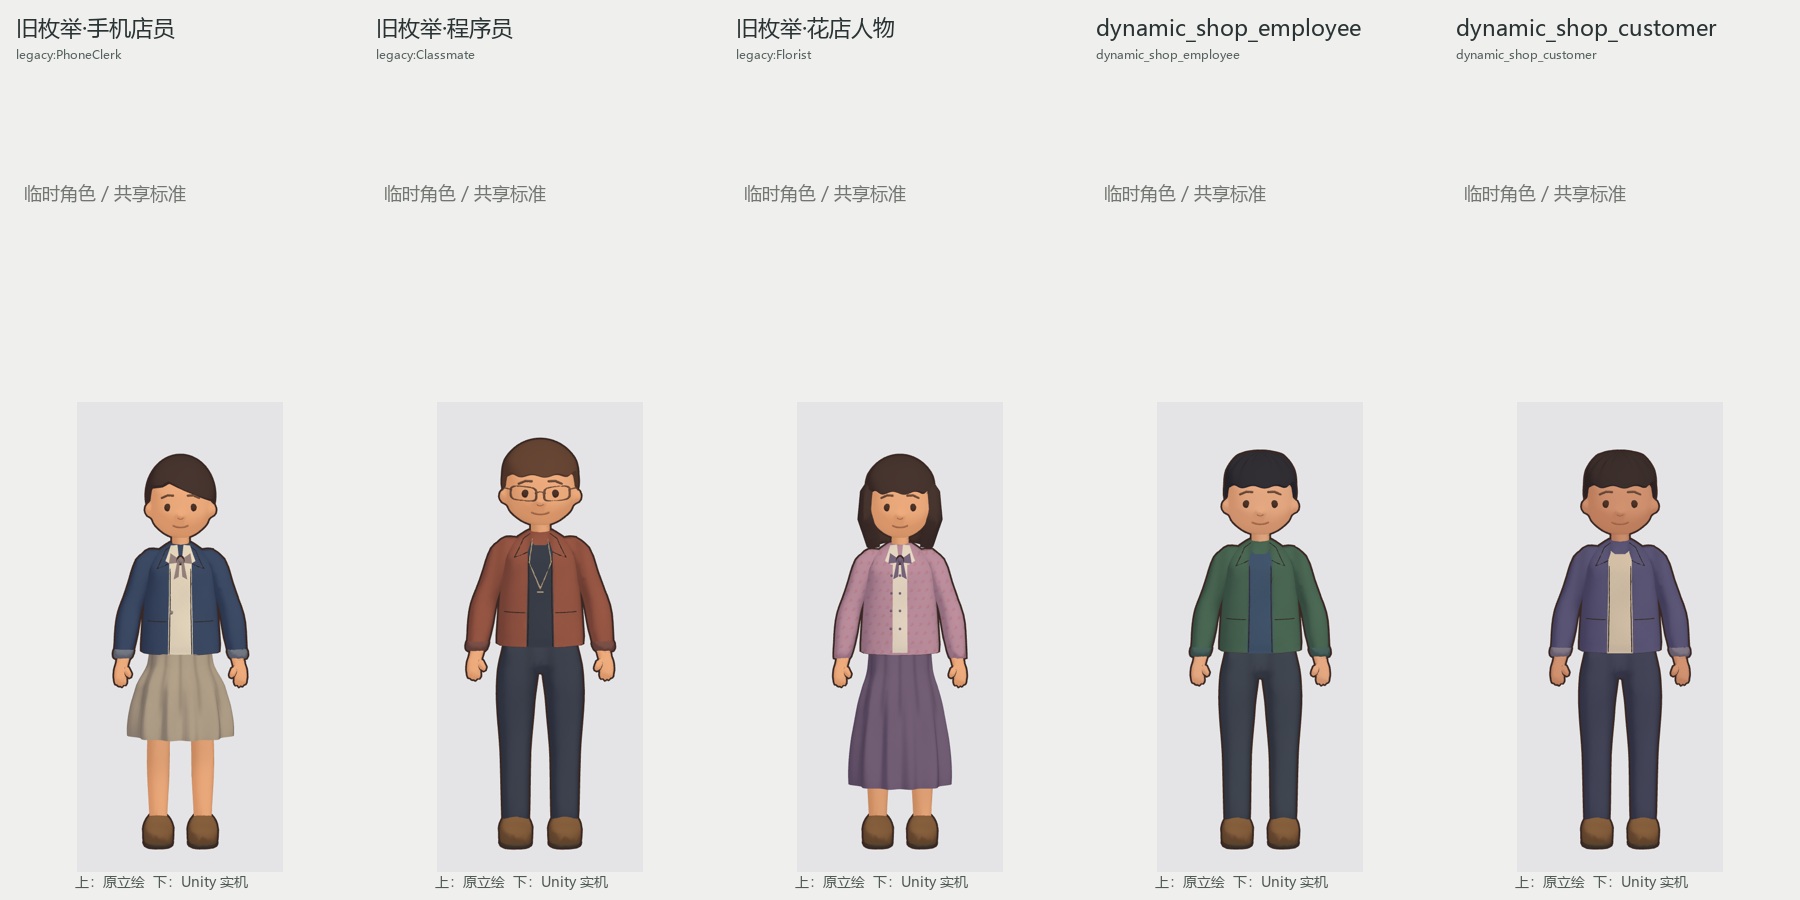 旧枚举·手机店员
legacy:PhoneClerk
临时角色 / 共享标准
上：原立绘 下：Unity 实机
旧枚举·程序员
legacy:Classmate
临时角色 / 共享标准
上：原立绘 下：Unity 实机
旧枚举·花店人物
legacy:Florist
临时角色 / 共享标准
上：原立绘 下：Unity 实机
dynamic_shop_employee
dynamic_shop_employee
临时角色 / 共享标准
上：原立绘 下：Unity 实机
dynamic_shop_customer
dynamic_shop_customer
临时角色 / 共享标准
上：原立绘 下：Unity 实机